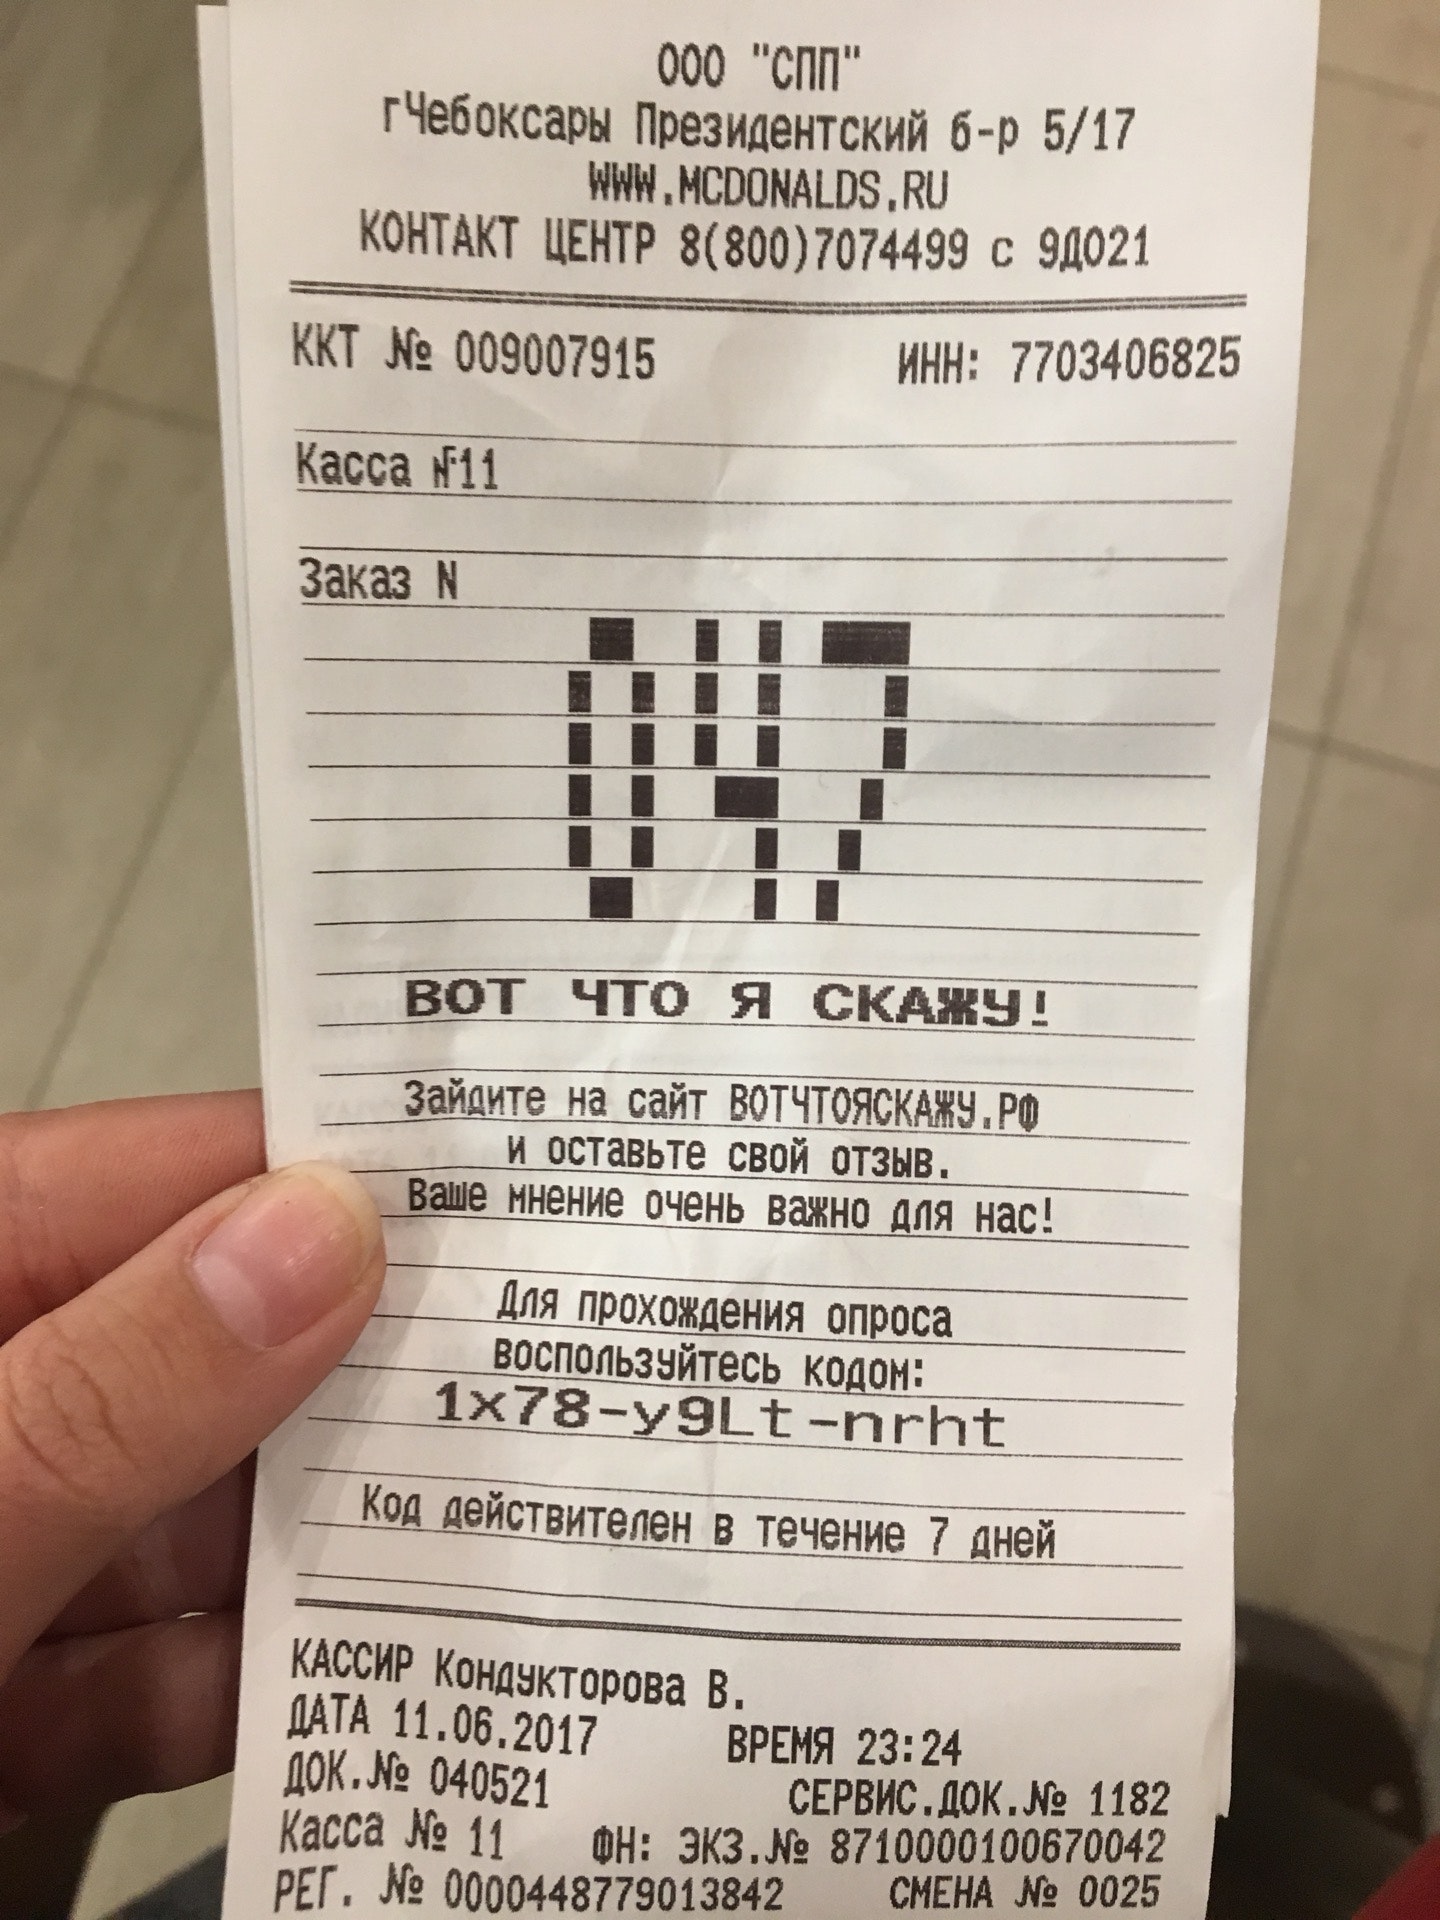 ООО "СПП"
гЧебоксары Президентский б-р 5/17
WWW.MCDONALDS.RU
КОНТАКТ ЦЕНТР 8(800)7074499 с 9ДО21
ККТ № 009007915 ИНН: 7703406825
Касса №11
Заказ N
047
ВОТ ЧТО Я СКАЖУ!
Зайдите на сайт ВОТЧТОЯСКАЖУ.РФ
и оставьте свой отзыв.
Ваше мнение очень важно для нас!
Для прохождения опроса
воспользуйтесь кодом:
1x78-y9Lt-nrht
Код действителен в течение 7 дней
КАССИР Кондукторова В.
ДАТА 11.06.2017 ВРЕМЯ 23:24
ДОК.№ 040521 СЕРВИС.ДОК.№ 1182
Касса № 11 ФН: ЭКЗ.№ 8710000100670042
РЕГ. № 0000448779013842 СМЕНА № 0025